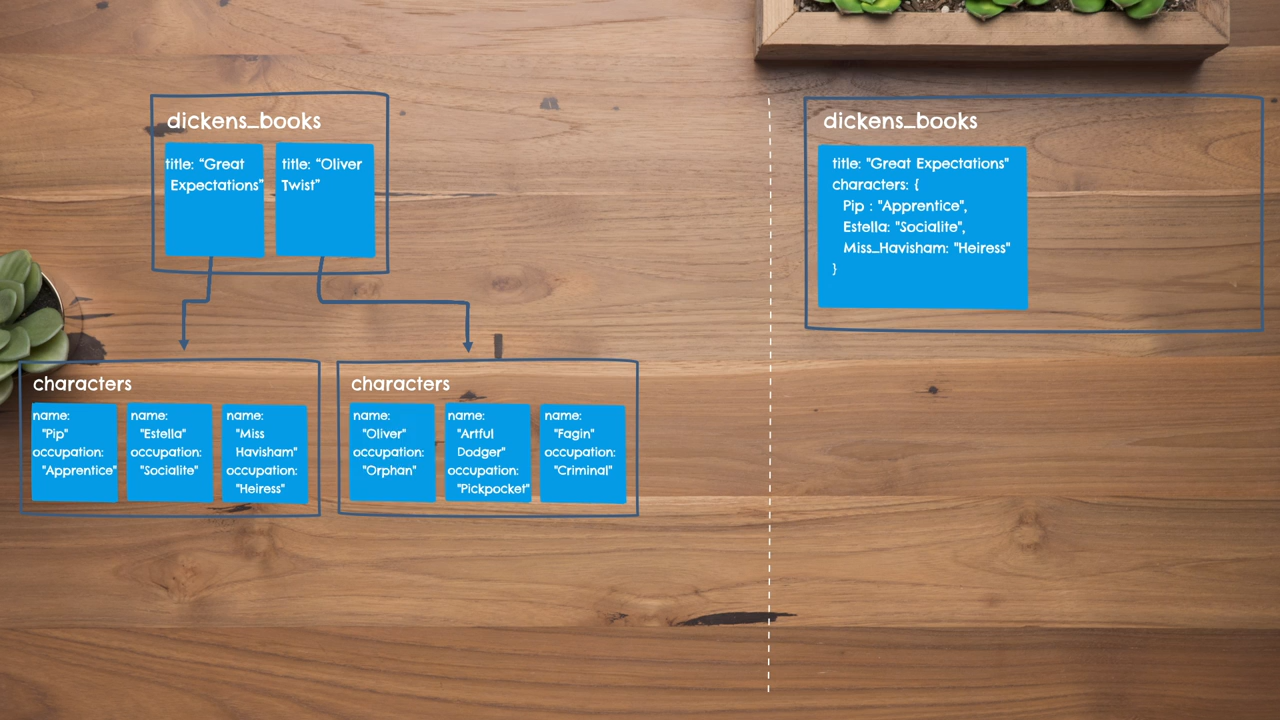 dickens_books
title: “Great
Expectations”
title: “Oliver
Twist”
characters
name:
"Pip"
occupation:
"Apprentice"
name:
"Estella"
occupation:
"Socialite"
name:
"Miss
Havisham"
occupation:
"Heiress"
characters
name:
"Oliver"
occupation:
"Orphan"
name:
"Artful
Dodger"
occupation:
"Pickpocket"
name:
"Fagin"
occupation:
"Criminal"
dickens_books
title: "Great Expectations"
characters: {
Pip : "Apprentice",
Estella: "Socialite",
Miss_Havisham: "Heiress"
}